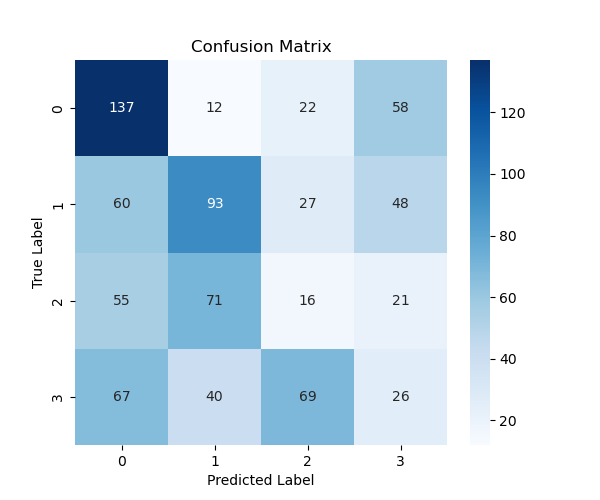 Confusion Matrix
0 137 12 22 58
1 60 93 27 48
2 55 71 16 21
3 67 40 69 26
0 1 2 3
True Label
Predicted Label
120
100
80
60
40
20